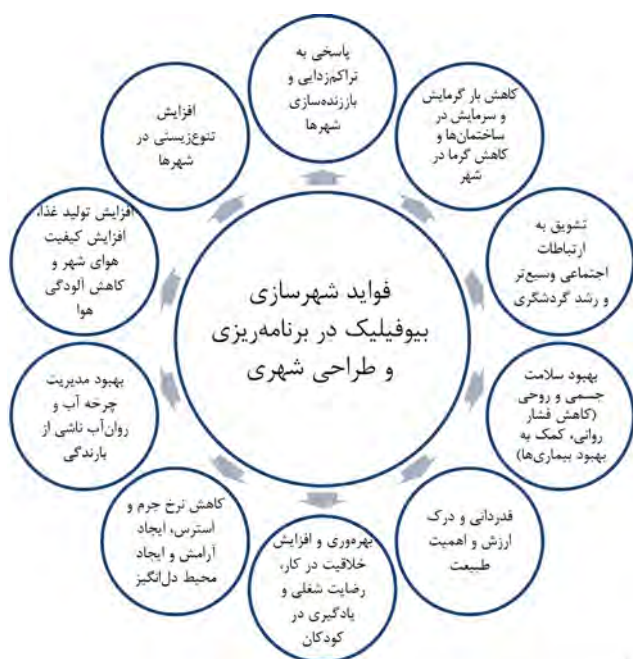 پاسخی به
تراکم‌زدایی و
باززنده‌سازی
شهرها
کاهش بار گرمایش
و سرمایش در
ساختمان‌ها و
کاهش گرما در
شهر
تشویق به
ارتباطات
اجتماعی وسیع‌تر
و رشد گردشگری
بهبود سلامت
جسمی و روحی
(کاهش فشار
روانی، کمک به
بهبود بیماری‌ها)
قدردانی و درک
ارزش و اهمیت
طبیعت
بهره‌وری و افزایش
خلاقیت در کار،
رضایت شغلی و
یادگیری در
کودکان
کاهش نرخ جرم و
استرس، ایجاد
آرامش و ایجاد
محیط دل‌انگیز
بهبود مدیریت
چرخه آب و
روان‌آب ناشی از
بارندگی
افزایش تولید غذا،
افزایش کیفیت
هوای شهر و
کاهش آلودگی
هوا
افزایش
تنوع‌زیستی در
شهرها
فواید شهرسازی
بیوفیلیک در برنامه‌ریزی
و طراحی شهری